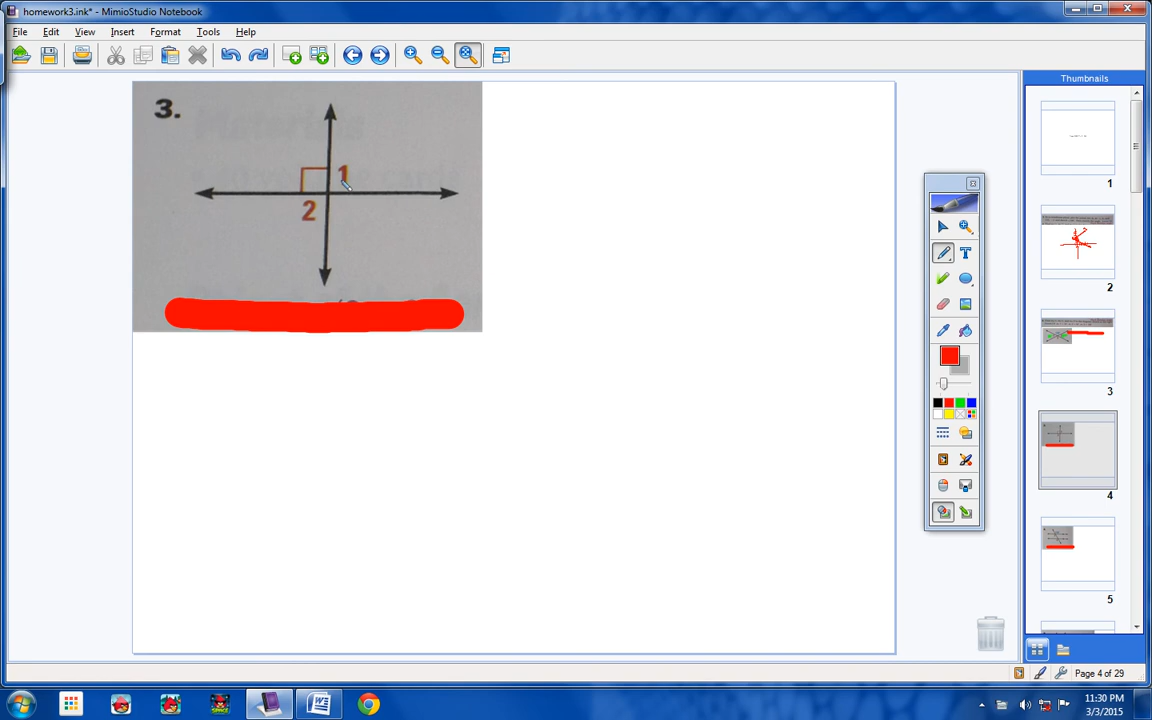 homework3.ink* - MimioStudio Notebook
File Edit View Insert Format Tools Help
Thumbnails
3.
1
2
1
2
3
4
5
Page 4 of 29
11:30 PM
3/3/2015